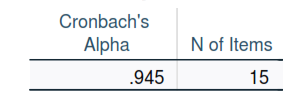 Cronbach's
Alpha N of Items
.945 15